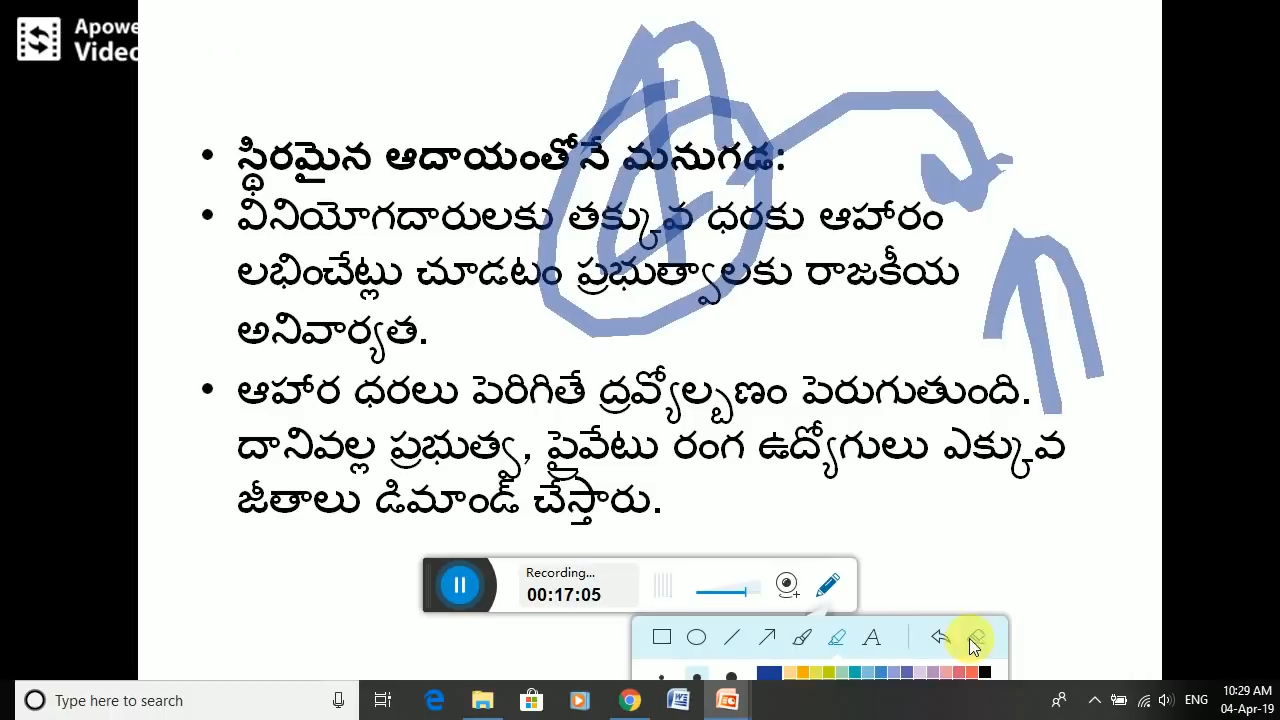 Apowe
Video
• స్థిరమైన ఆదాయంతోనే మనుగడ:
• వినియోగదారులకు తక్కువ ధరకు ఆహారం
లభించేట్లు చూడటం ప్రభుత్వాలకు రాజకీయ
అనివార్యత.
• ఆహార ధరలు పెరిగితే ద్రవ్యోల్బణం పెరుగుతుంది.
దానివల్ల ప్రభుత్వ, ప్రైవేటు రంగ ఉద్యోగులు ఎక్కువ
జీతాలు డిమాండ్ చేస్తారు.
Recording...
00:17:05
A
Type here to search
ENG
10:29 AM
04-Apr-19